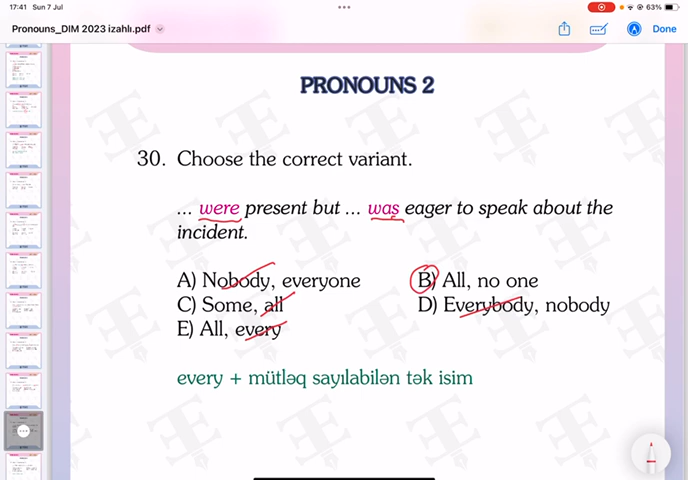 17:41 Sun 7 Jul
63%
Pronouns_DIM 2023 izahlı.pdf
Done
PRONOUNS 2
30. Choose the correct variant.
... were present but ... was eager to speak about the
incident.
A) Nobody, everyone B) All, no one
C) Some, all D) Everybody, nobody
E) All, every
every + mütləq sayılabilən tək isim